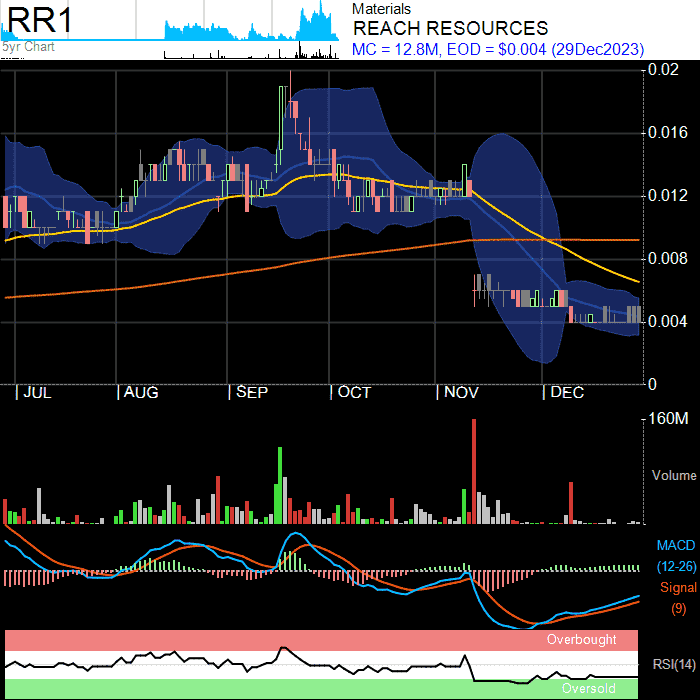 RR1
5yr Chart
Materials
REACH RESOURCES
MC = 12.8M, EOD = $0.004 (29Dec2023)
0.02
0.016
0.012
0.008
0.004
0
JUL
AUG
SEP
OCT
NOV
DEC
160M
Volume
MACD
(12-26)
Signal
(9)
Overbought
RSI(14)
Oversold